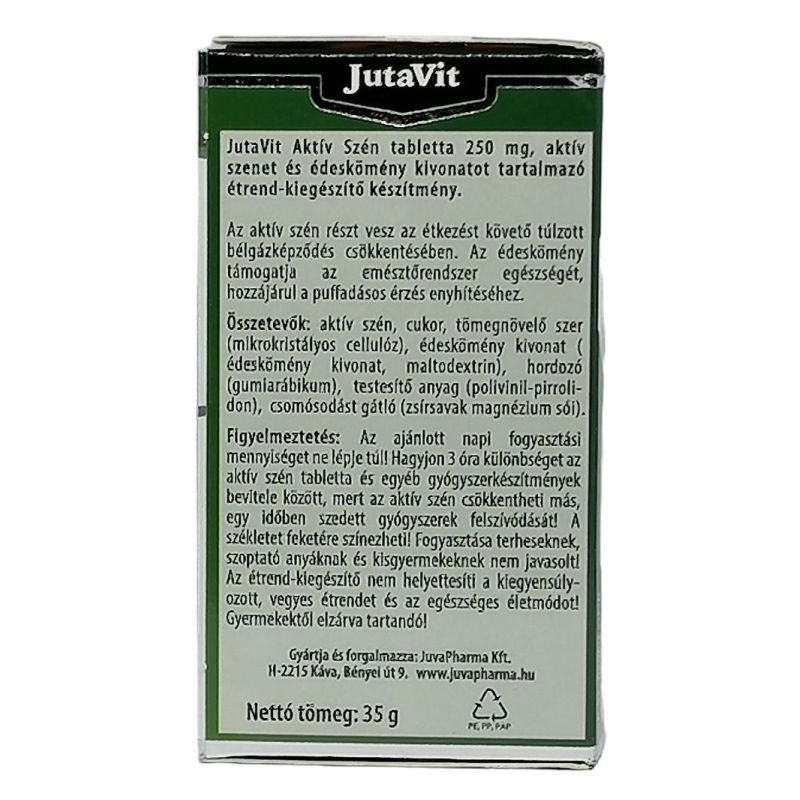 JutaVit
JutaVit Aktív Szén tabletta 250 mg, aktív
szenet és édeskömény kivonatot tartalmazó
étrend-kiegészítő készítmény.
Az aktív szén részt vesz az étkezést követő túlzott
bélgázképződés csökkentésében. Az édeskömény
támogatja az emésztőrendszer egészségét,
hozzájárul a puffadásos érzés enyhítéséhez.
Összetevők: aktív szén, cukor, tömegnövelő szer
(mikrokristályos cellulóz), édeskömény kivonat (
édeskömény kivonat, maltodextrin), hordozó
(gumiarábikum), testesítő anyag (polivinil-pirroli-
don), csomósodást gátló (zsírsavak magnézium sói).
Figyelmeztetés: Az ajánlott napi fogyasztási
mennyiséget ne lépje túl! Hagyjon 3 óra különbséget az
aktív szén tabletta és egyéb gyógyszerkészítmények
bevitele között, mert az aktív szén csökkentheti más,
egy időben szedett gyógyszerek felszívódását! A
székletet feketére színezheti! Fogyasztása terheseknek,
szoptató anyáknak és kisgyermekeknek nem javasolt!
Az étrend-kiegészítő nem helyettesíti a kiegyensúly-
ozott, vegyes étrendet és az egészséges életmódot!
Gyermekektől elzárva tartandó!
Gyártja és forgalmazza: JuvaPharma Kft.
H-2215 Káva, Bényei út 9. www.juvapharma.hu
Nettó tömeg: 35 g
PE, PP, PAP